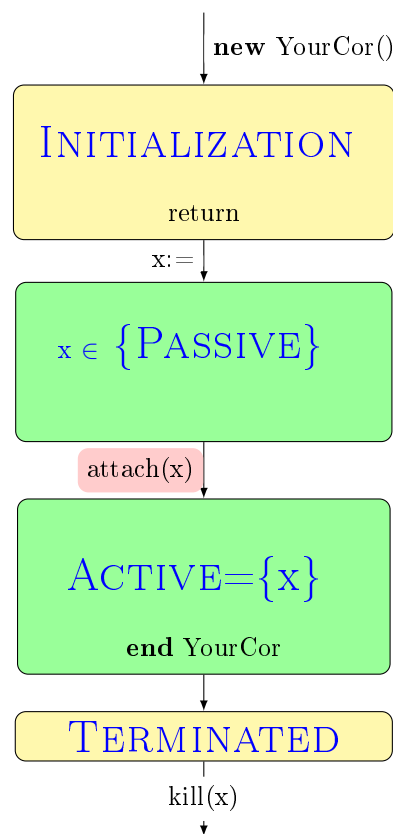 new YourCor()
INITIALIZATION
return
x:=
x ∈ {PASSIVE}
attach(x)
ACTIVE={x}
end YourCor
TERMINATED
kill(x)